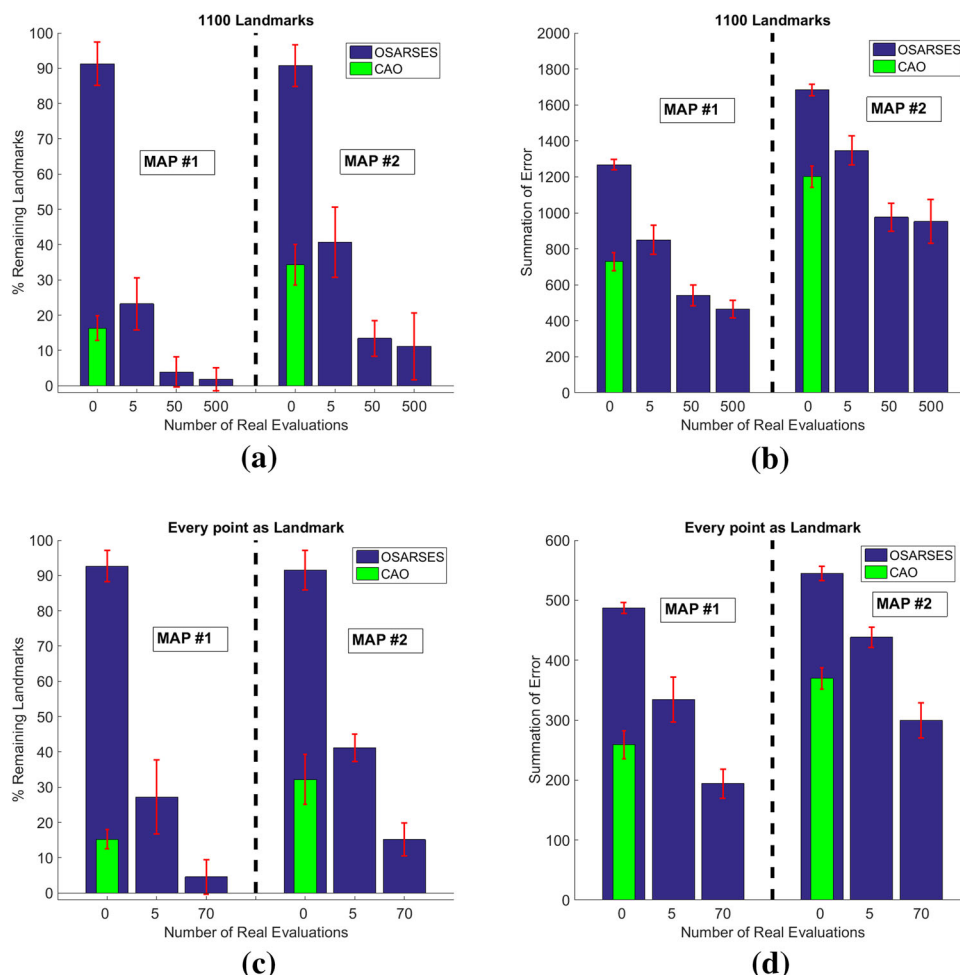 1100 Landmarks
100
90
80
70
60
50
40
30
20
10
0
% Remaining Landmarks
OSARSES
CAO
MAP #1
MAP #2
0 5 50 500 0 5 50 500
Number of Real Evaluations
(a)
1100 Landmarks
2000
1800
1600
1400
1200
1000
800
600
400
200
0
Summation of Error
OSARSES
CAO
MAP #1
MAP #2
0 5 50 500 0 5 50 500
Number of Real Evaluations
(b)
Every point as Landmark
100
90
80
70
60
50
40
30
20
10
0
% Remaining Landmarks
OSARSES
CAO
MAP #1
MAP #2
0 5 70 0 5 70
Number of Real Evaluations
(c)
Every point as Landmark
600
500
400
300
200
100
0
Summation of Error
OSARSES
CAO
MAP #1
MAP #2
0 5 70 0 5 70
Number of Real Evaluations
(d)